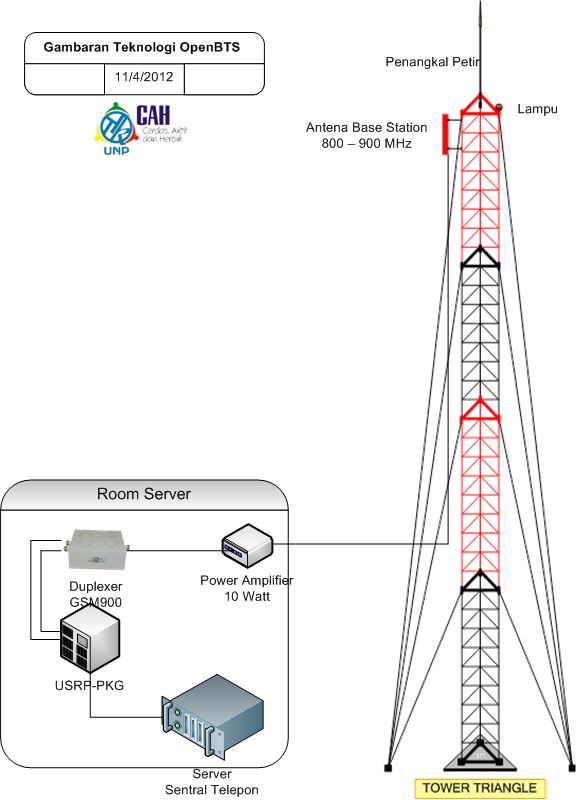 Gambaran Teknologi OpenBTS
11/4/2012
CAH
Cerdas, Aktif
dan Heroik
UNP
Penangkal Petir
Lampu
Antena Base Station
800 – 900 MHz
Room Server
Duplexer
GSM900
Power Amplifier
10 Watt
USRP-PKG
Server
Sentral Telepon
TOWER TRIANGLE